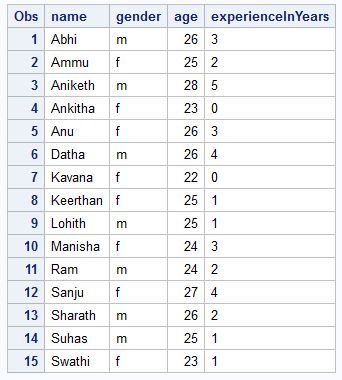 Obs name gender age experienceInYears
1 Abhi m 26 3
2 Ammu f 25 2
3 Aniketh m 28 5
4 Ankitha f 23 0
5 Anu f 26 3
6 Datha m 26 4
7 Kavana f 22 0
8 Keerthan f 25 1
9 Lohith m 25 1
10 Manisha f 24 3
11 Ram m 24 2
12 Sanju f 27 4
13 Sharath m 26 2
14 Suhas m 25 1
15 Swathi f 23 1